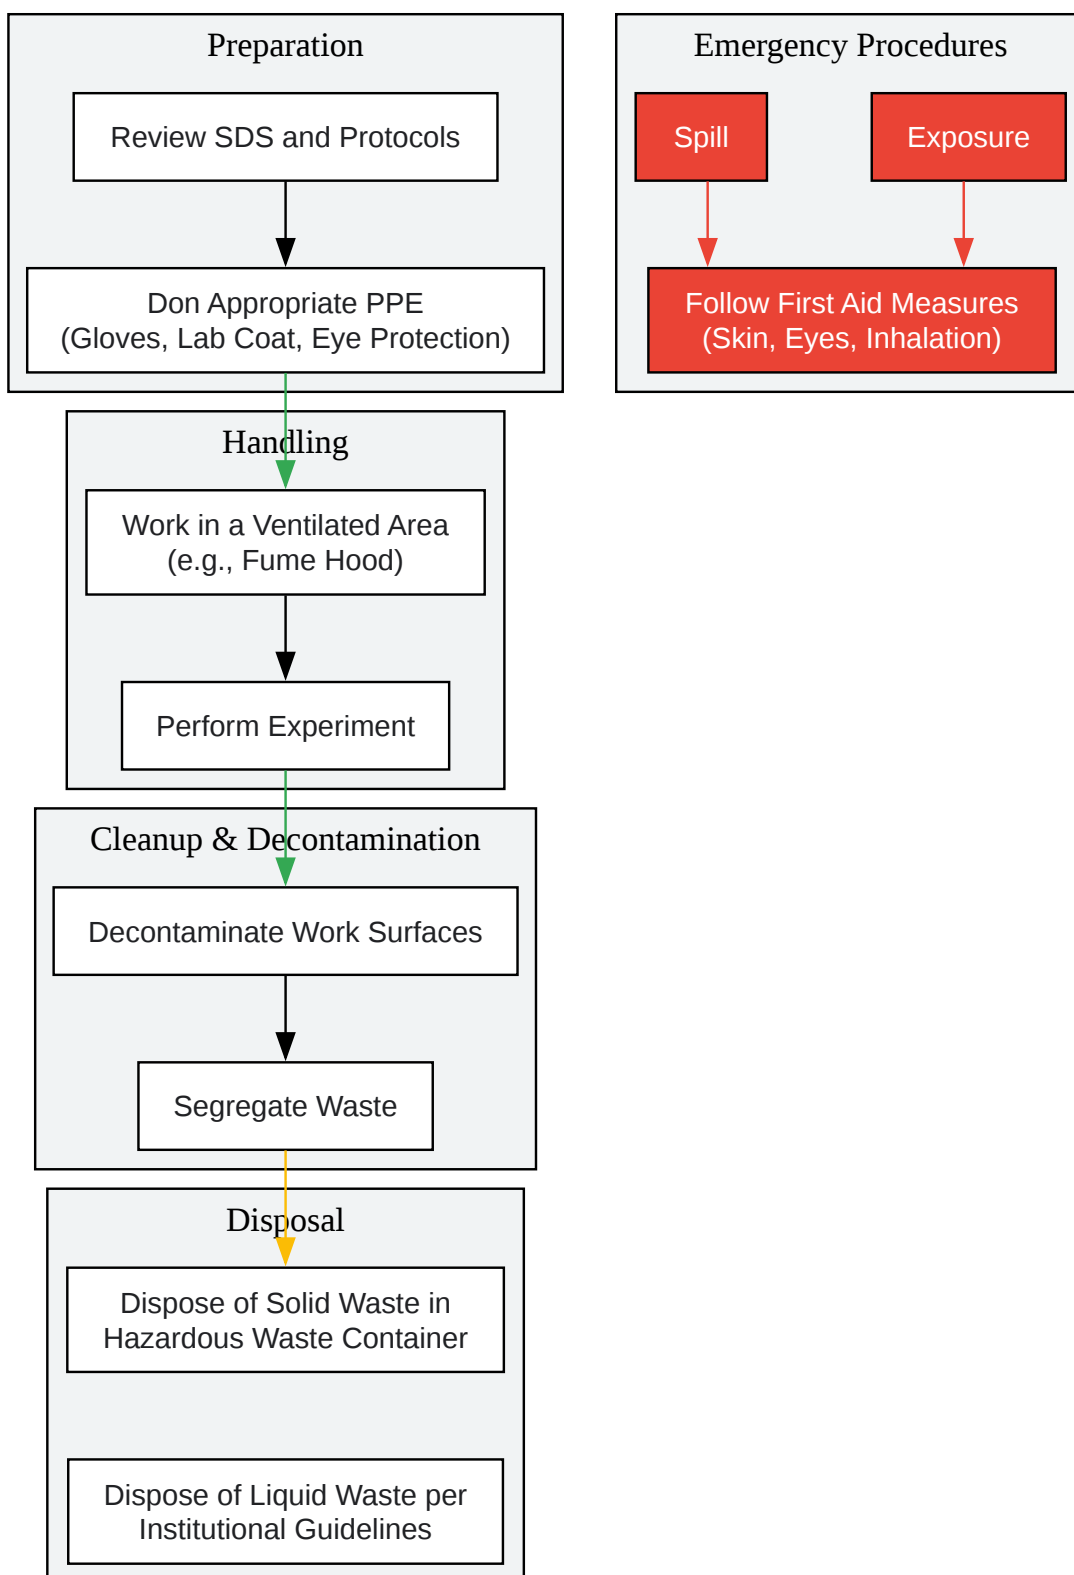 Preparation
Review SDS and Protocols
Don Appropriate PPE
(Gloves, Lab Coat, Eye Protection)
Handling
Work in a Ventilated Area
(e.g., Fume Hood)
Perform Experiment
Cleanup & Decontamination
Decontaminate Work Surfaces
Segregate Waste
Disposal
Dispose of Solid Waste in
Hazardous Waste Container
Dispose of Liquid Waste per
Institutional Guidelines
Emergency Procedures
Spill
Exposure
Follow First Aid Measures
(Skin, Eyes, Inhalation)